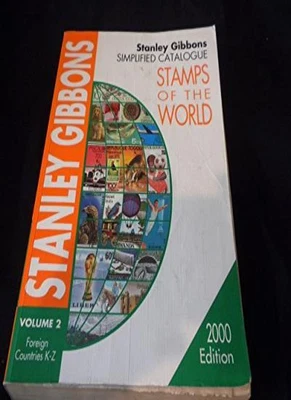 Stanley Gibbons
SIMPLIFIED CATALOGUE
STAMPS
OF THE
WORLD
STANLEY GIBBONS
VOLUME 2
Foreign
Countries K-Z
2000
Edition